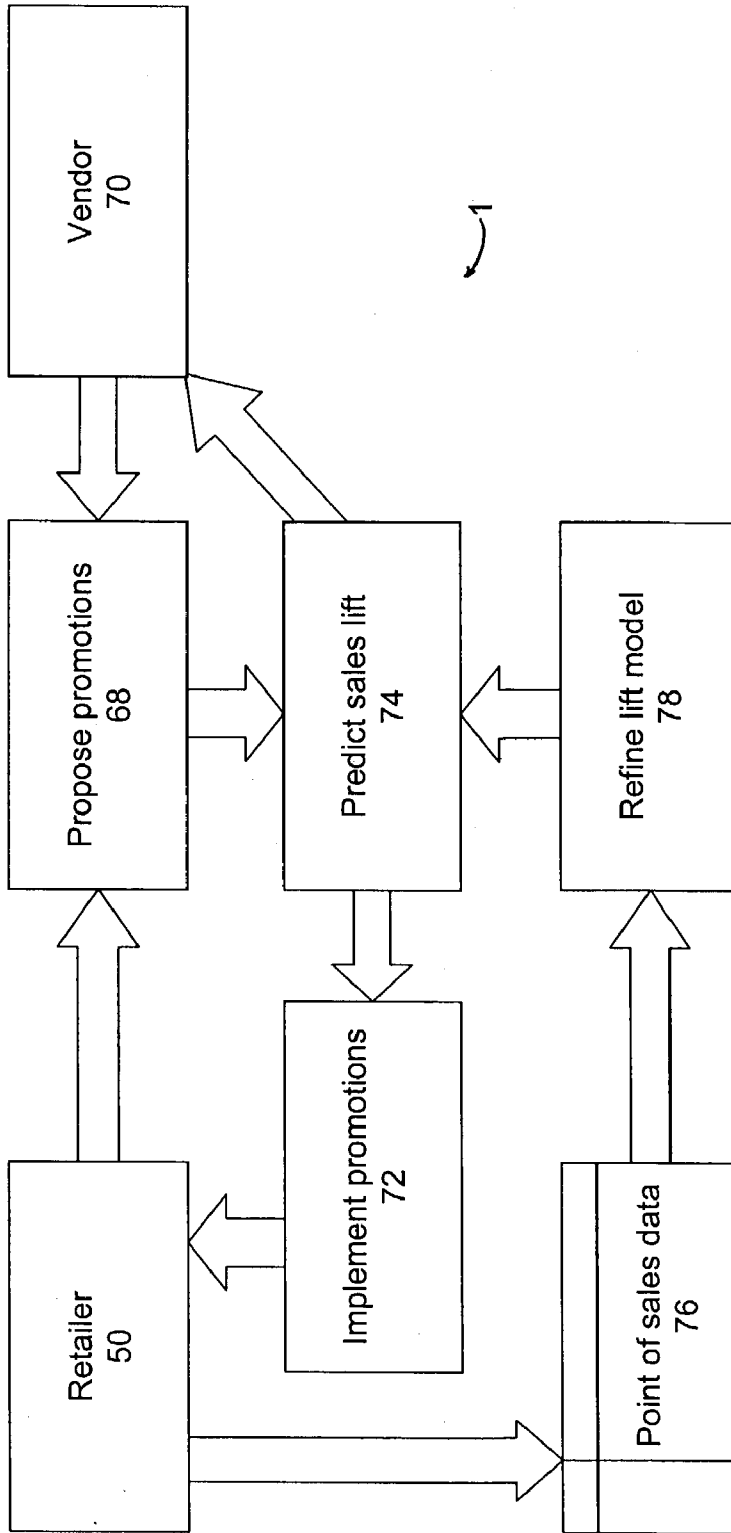 Retailer
50
Propose promotions
68
Vendor
70
Implement promotions
72
Predict sales lift
74
1
Point of sales data
76
Refine lift model
78